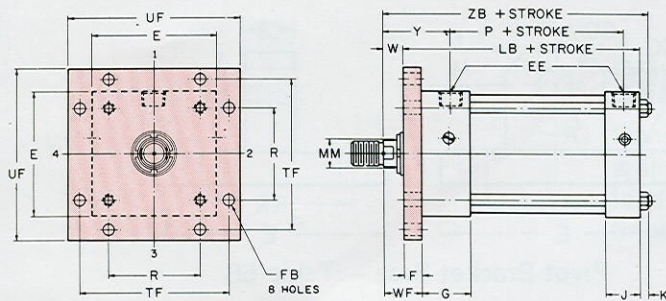 UF
E
1
E
UF
4
2
R
TF
3
R
TF
FB
8 HOLES
ZB + STROKE
Y
P + STROKE
W
LB + STROKE
EE
MM
F
WF
G
J
K